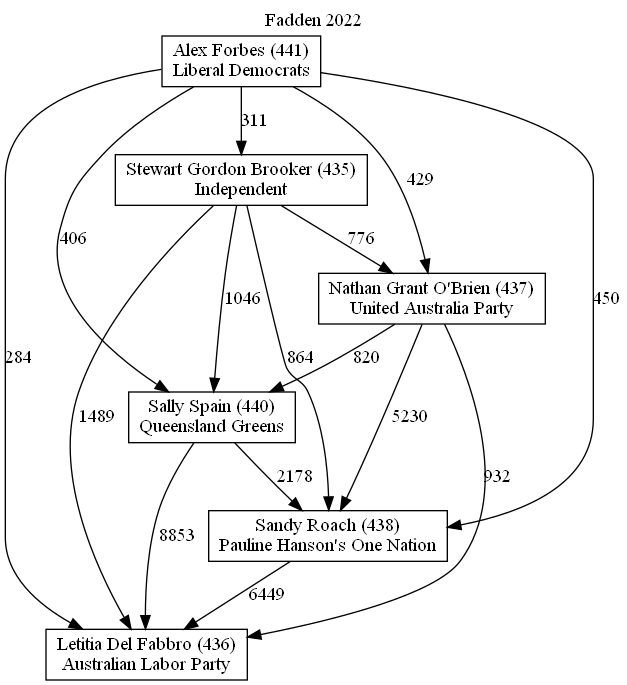 Fadden 2022
Alex Forbes (441)
Liberal Democrats
311
Stewart Gordon Brooker (435)
Independent
429
406
776
Nathan Grant O'Brien (437)
United Australia Party
1046
450
284
864
820
Sally Spain (440)
Queensland Greens
1489
5230
2178
932
Sandy Roach (438)
Pauline Hanson's One Nation
8853
6449
Letitia Del Fabbro (436)
Australian Labor Party